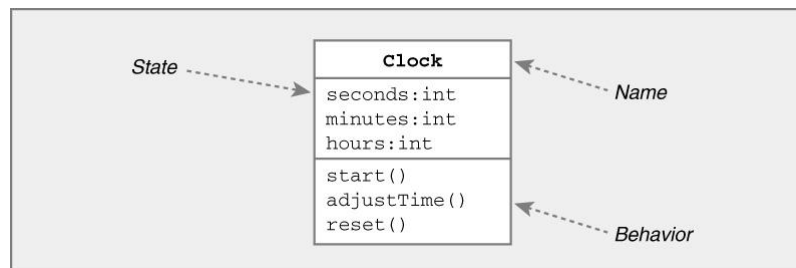 Clock
State
Name
seconds:int
minutes:int
hours:int
start()
adjustTime()
reset()
Behavior